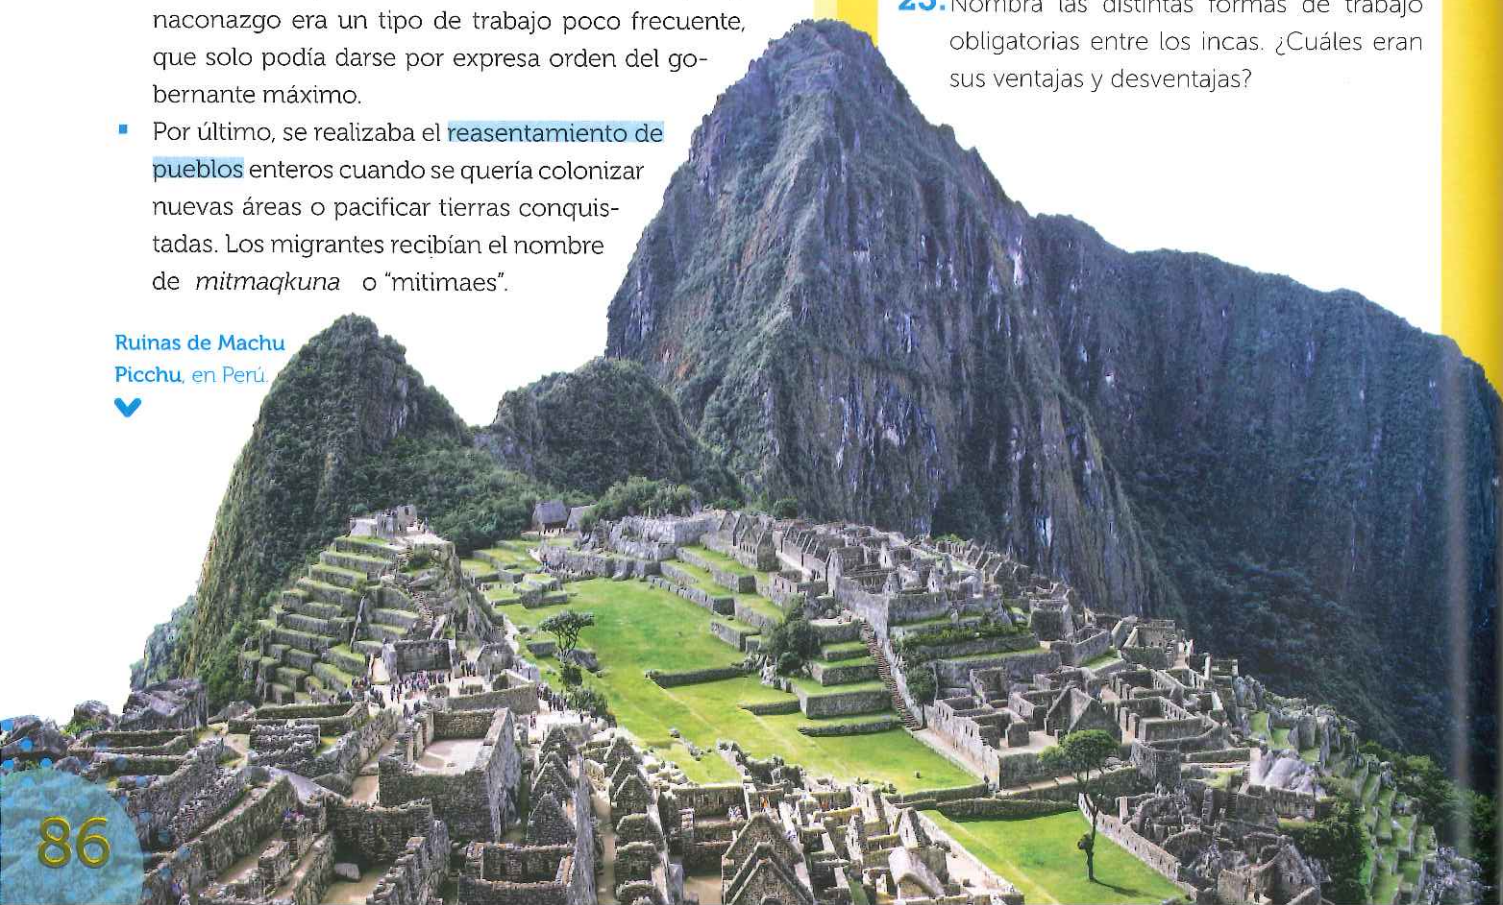 naconazgo era un tipo de trabajo poco frecuente,
que solo podía darse por expresa orden del go-
bernante máximo.
▪ Por último, se realizaba el reasentamiento de
pueblos enteros cuando se quería colonizar
nuevas áreas o pacificar tierras conquis-
tadas. Los migrantes recibían el nombre
de mitmaqkuna o “mitimaes”.
Ruinas de Machu
Picchu, en Perú.
Nombra las distintas formas de trabajo
obligatorias entre los incas. ¿Cuáles eran
sus ventajas y desventajas?
86